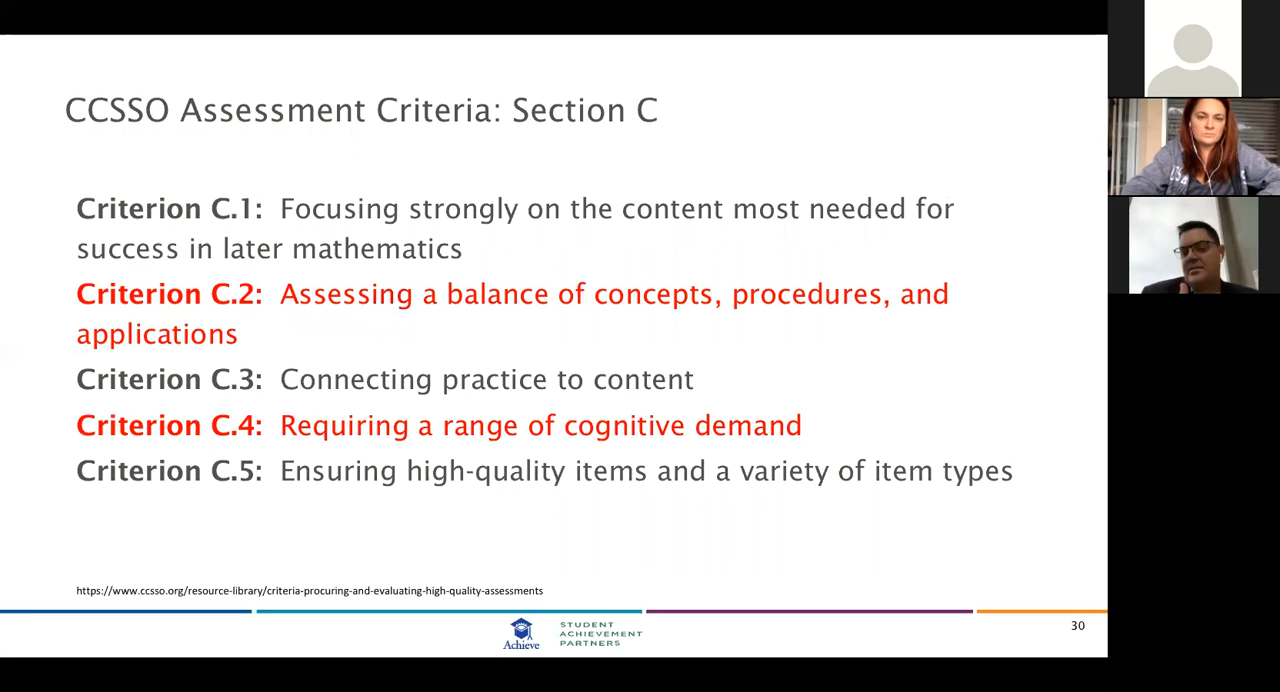 CCSSO Assessment Criteria: Section C
Criterion C.1: Focusing strongly on the content most needed for
success in later mathematics
Criterion C.2: Assessing a balance of concepts, procedures, and
applications
Criterion C.3: Connecting practice to content
Criterion C.4: Requiring a range of cognitive demand
Criterion C.5: Ensuring high-quality items and a variety of item types
https://www.ccsso.org/resource-library/criteria-procuring-and-evaluating-high-quality-assessments
Achieve
STUDENT
ACHIEVEMENT
PARTNERS
30